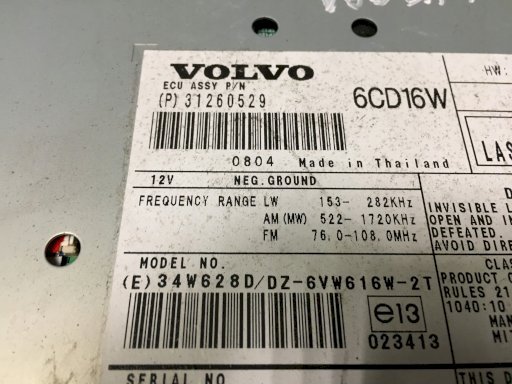 VOLVO
ECU ASSY P/N
(P) 31260529
6CD16W
HW:
0804 Made in Thailand
LAS
12V NEG.GROUND
FREQUENCY RANGE LW 153- 282KHz
AM(MW) 522- 1720KHz
FM 76.0-108.0MHz
INVISIBLE L
OPEN AND IN
DEFEATED.
AVOID DIRE
MODEL NO.
(E) 34W628D/DZ-6VW616W-2T
CLAS
PRODUCT C
RULES 21
1040:10
MAN
MIT
e13
023413
SERIAL NO
THIS D